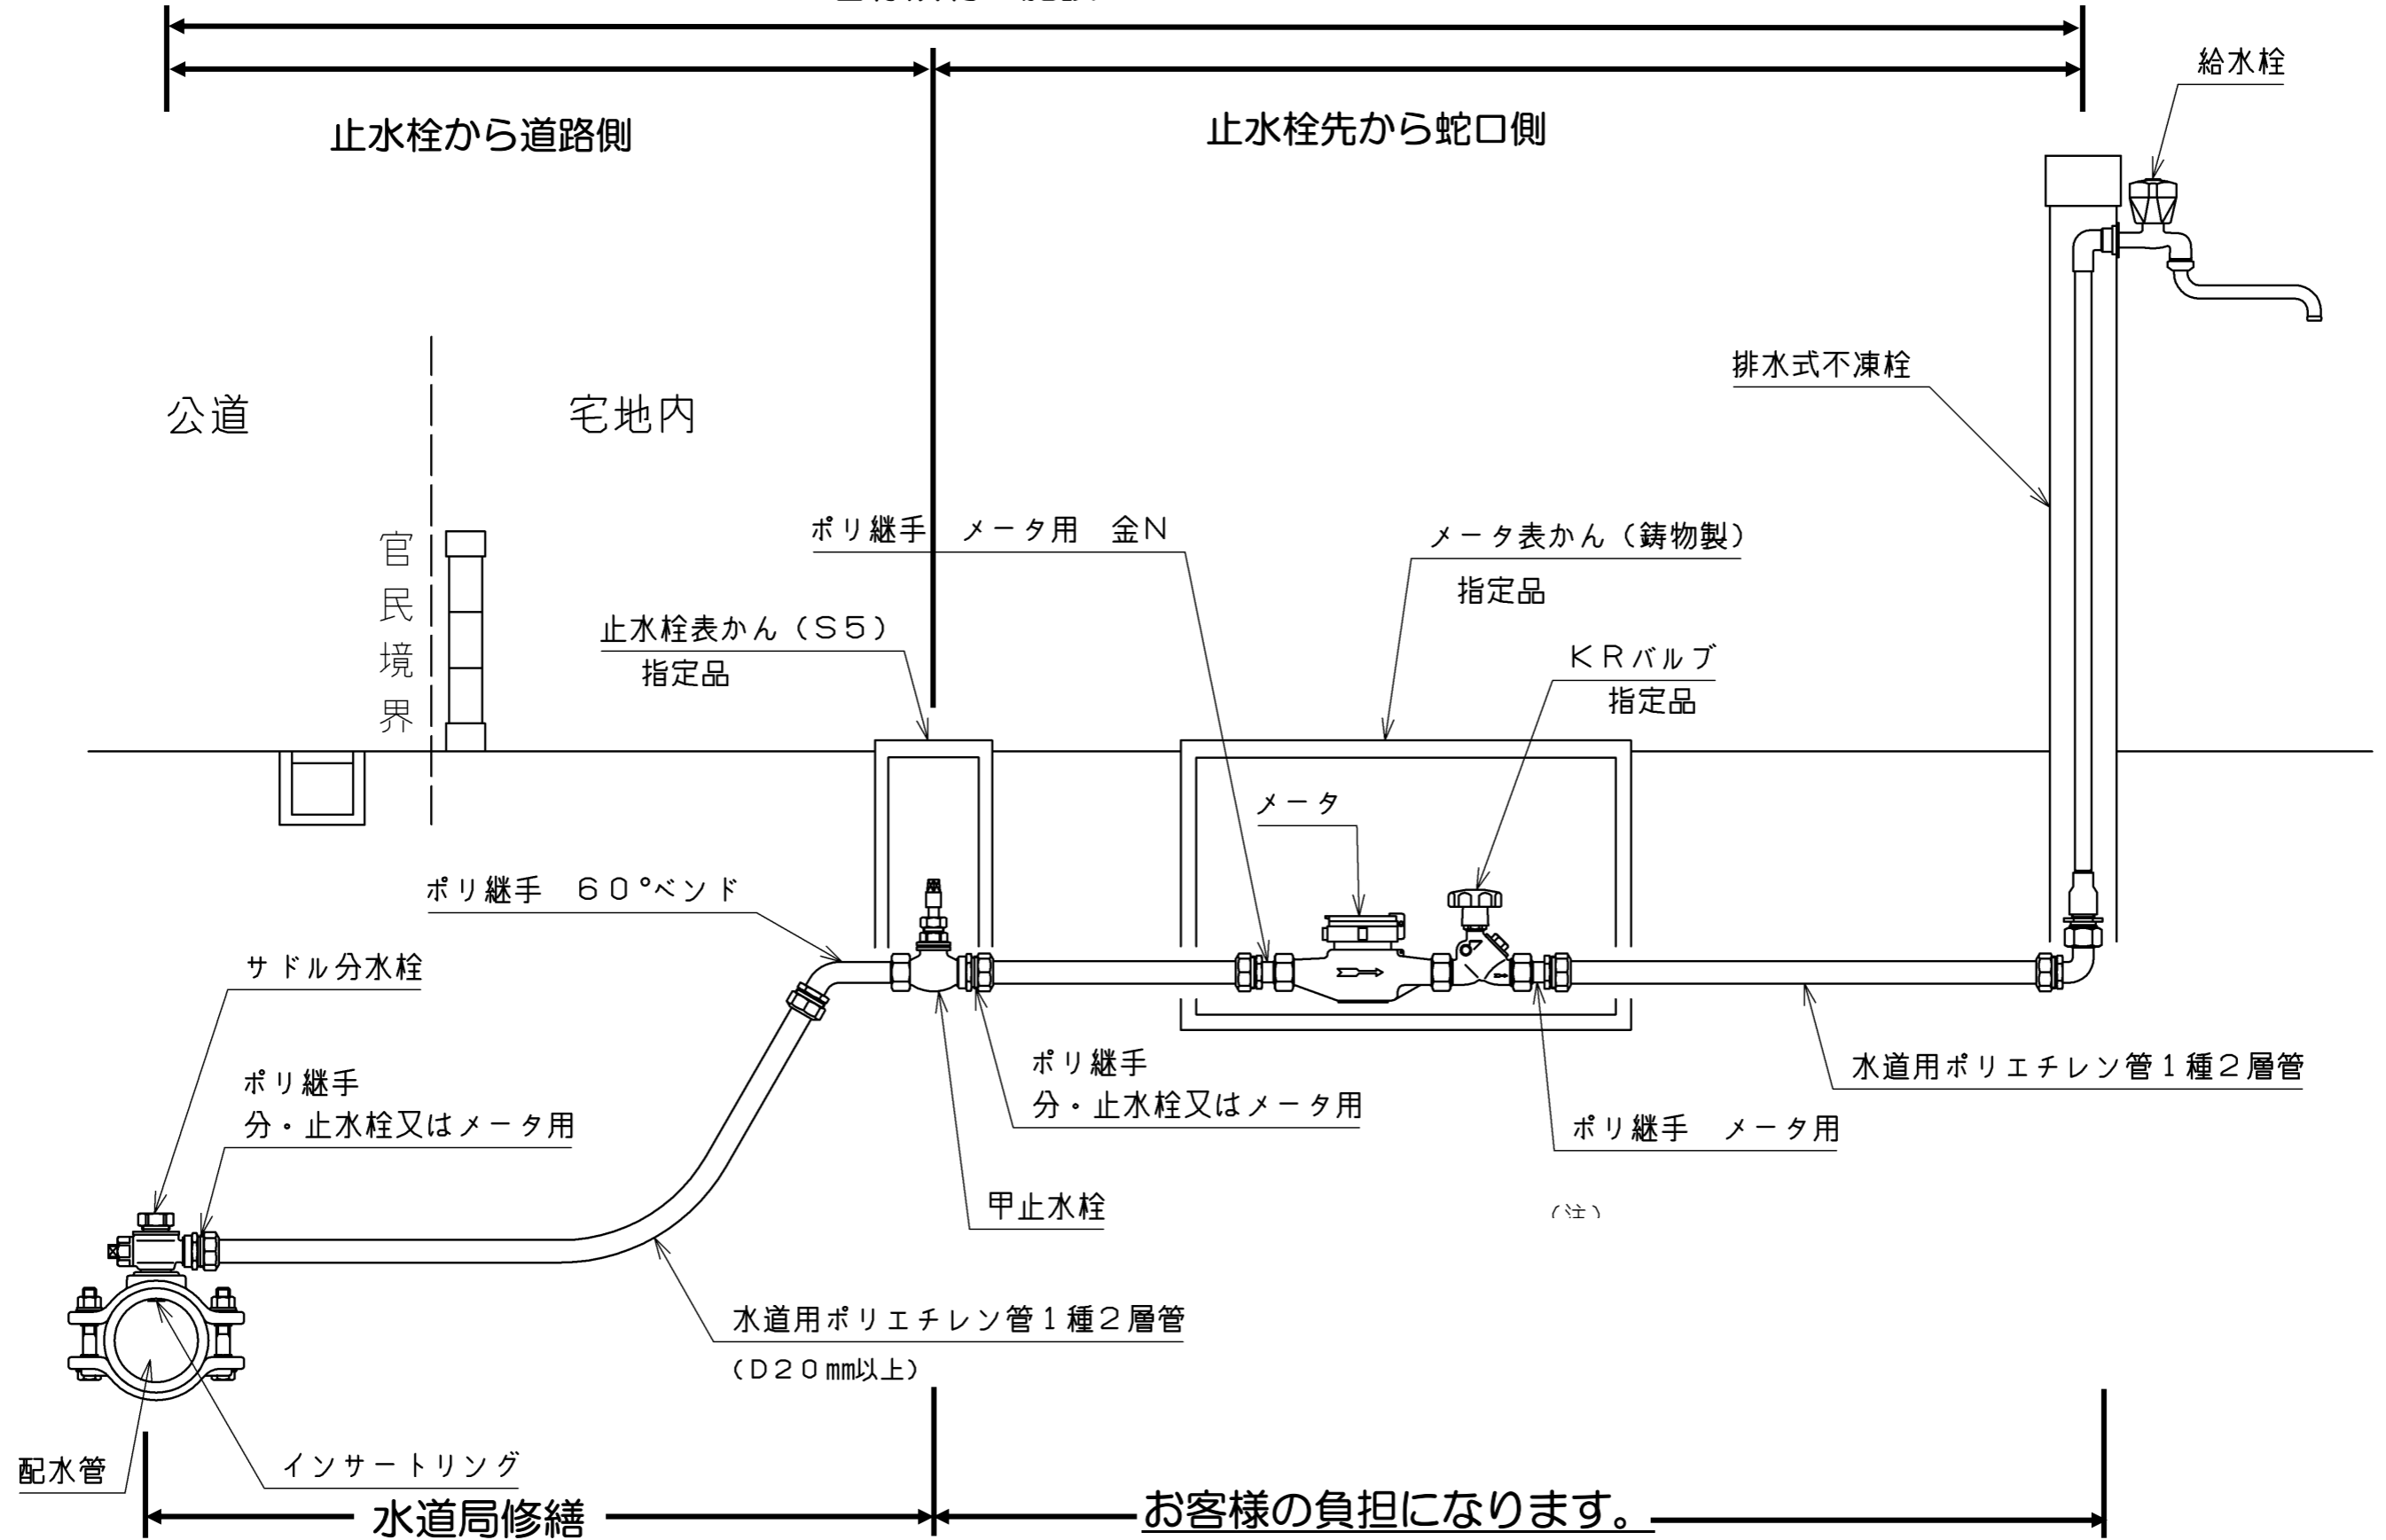 給水栓
止水栓から道路側
止水栓先から蛇口側
排水式不凍栓
公道
宅地内
官民境界
ポリ継手　メータ用　金N
メータ表かん（鋳物製）
指定品
止水栓表かん（S5）
指定品
KRバルブ
指定品
メータ
ポリ継手　60°ベンド
サドル分水栓
ポリ継手
分・止水栓又はメータ用
ポリ継手
分・止水栓又はメータ用
水道用ポリエチレン管1種2層管
ポリ継手　メータ用
甲止水栓
（注）
水道用ポリエチレン管1種2層管
（D20㎜以上）
配水管
インサートリング
水道局修繕
お客様の負担になります。